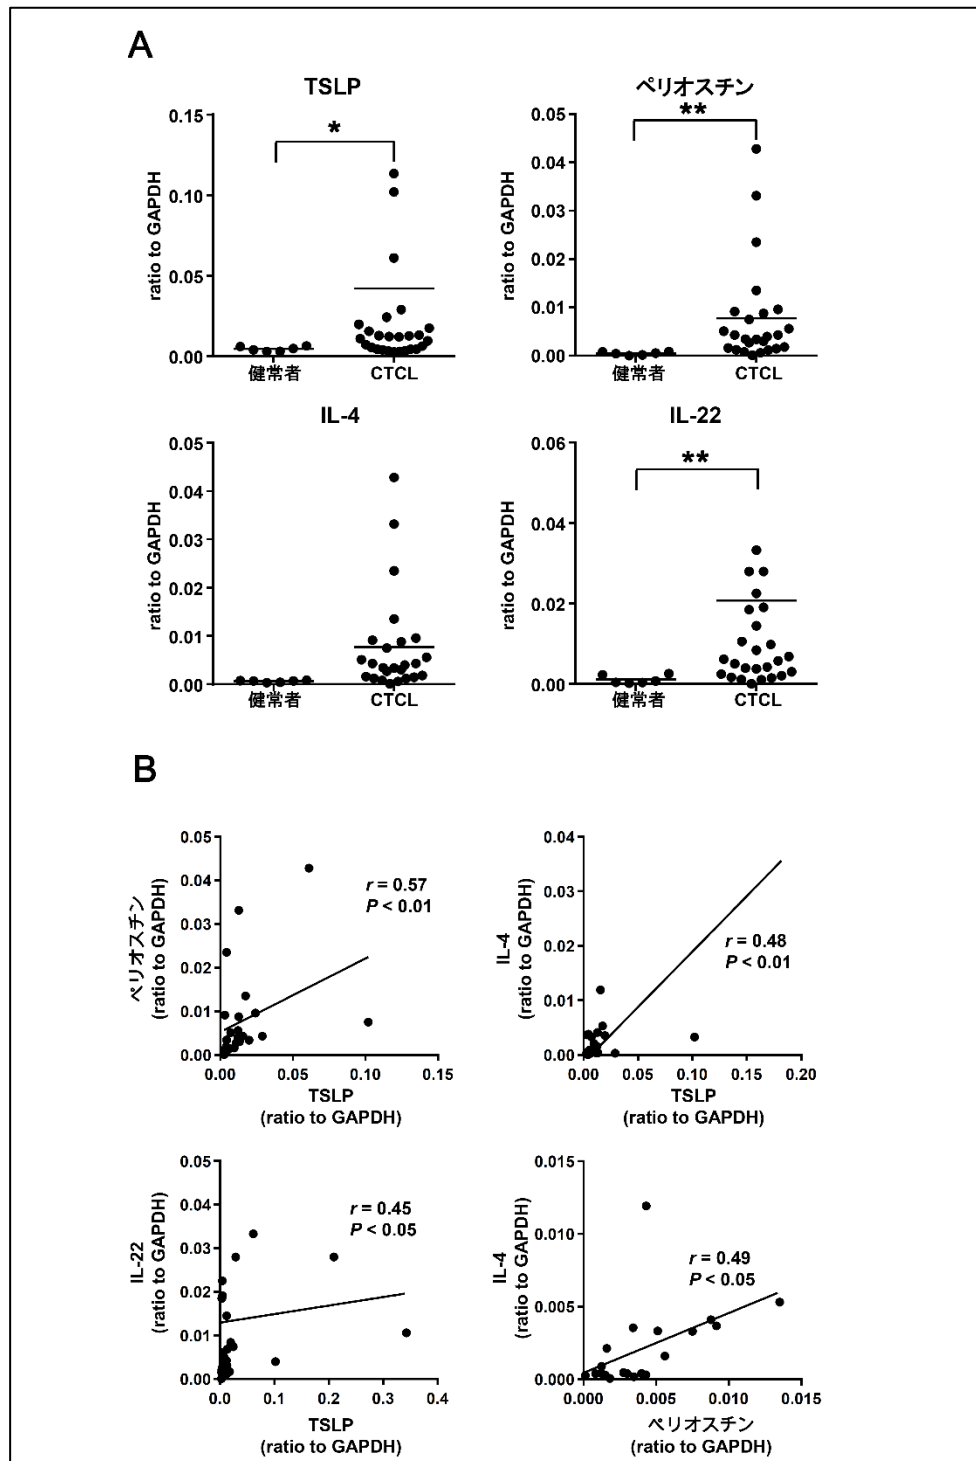 A
TSLP
0.15
0.10
0.05
0.00
ratio to GAPDH
*
健常者
CTCL
ペリオスチン
0.05
0.04
0.03
0.02
0.01
0.00
ratio to GAPDH
**
健常者
CTCL
IL-4
0.05
0.04
0.03
0.02
0.01
0.00
ratio to GAPDH
健常者
CTCL
IL-22
0.06
0.04
0.02
0.00
ratio to GAPDH
**
健常者
CTCL
B
ペリオスチン
(ratio to GAPDH)
0.05
0.04
0.03
0.02
0.01
0.00
r = 0.57
P < 0.01
0.00
0.05
0.10
0.15
TSLP
(ratio to GAPDH)
IL-4
(ratio to GAPDH)
0.04
0.03
0.02
0.01
0.00
r = 0.48
P < 0.01
0.00
0.05
0.10
0.15
0.20
TSLP
(ratio to GAPDH)
IL-22
(ratio to GAPDH)
0.05
0.04
0.03
0.02
0.01
0.00
r = 0.45
P < 0.05
0.0
0.1
0.2
0.3
0.4
TSLP
(ratio to GAPDH)
IL-4
(ratio to GAPDH)
0.015
0.010
0.005
0.000
r = 0.49
P < 0.05
0.000
0.005
0.010
0.015
ペリオスチン
(ratio to GAPDH)